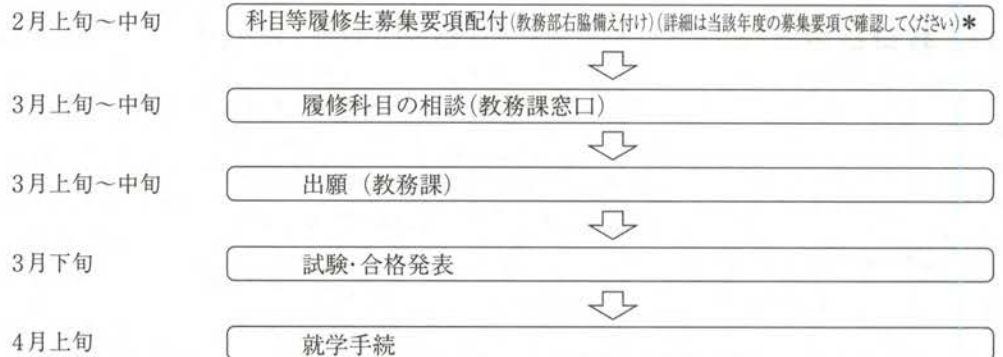 2月上旬～中旬 科目等履修生募集要項配付(教務部右脇備え付け)(詳細は当該年度の募集要項で確認してください)＊
3月上旬～中旬 履修科目の相談(教務課窓口)
3月上旬～中旬 出願（教務課）
3月下旬 試験・合格発表
4月上旬 就学手続